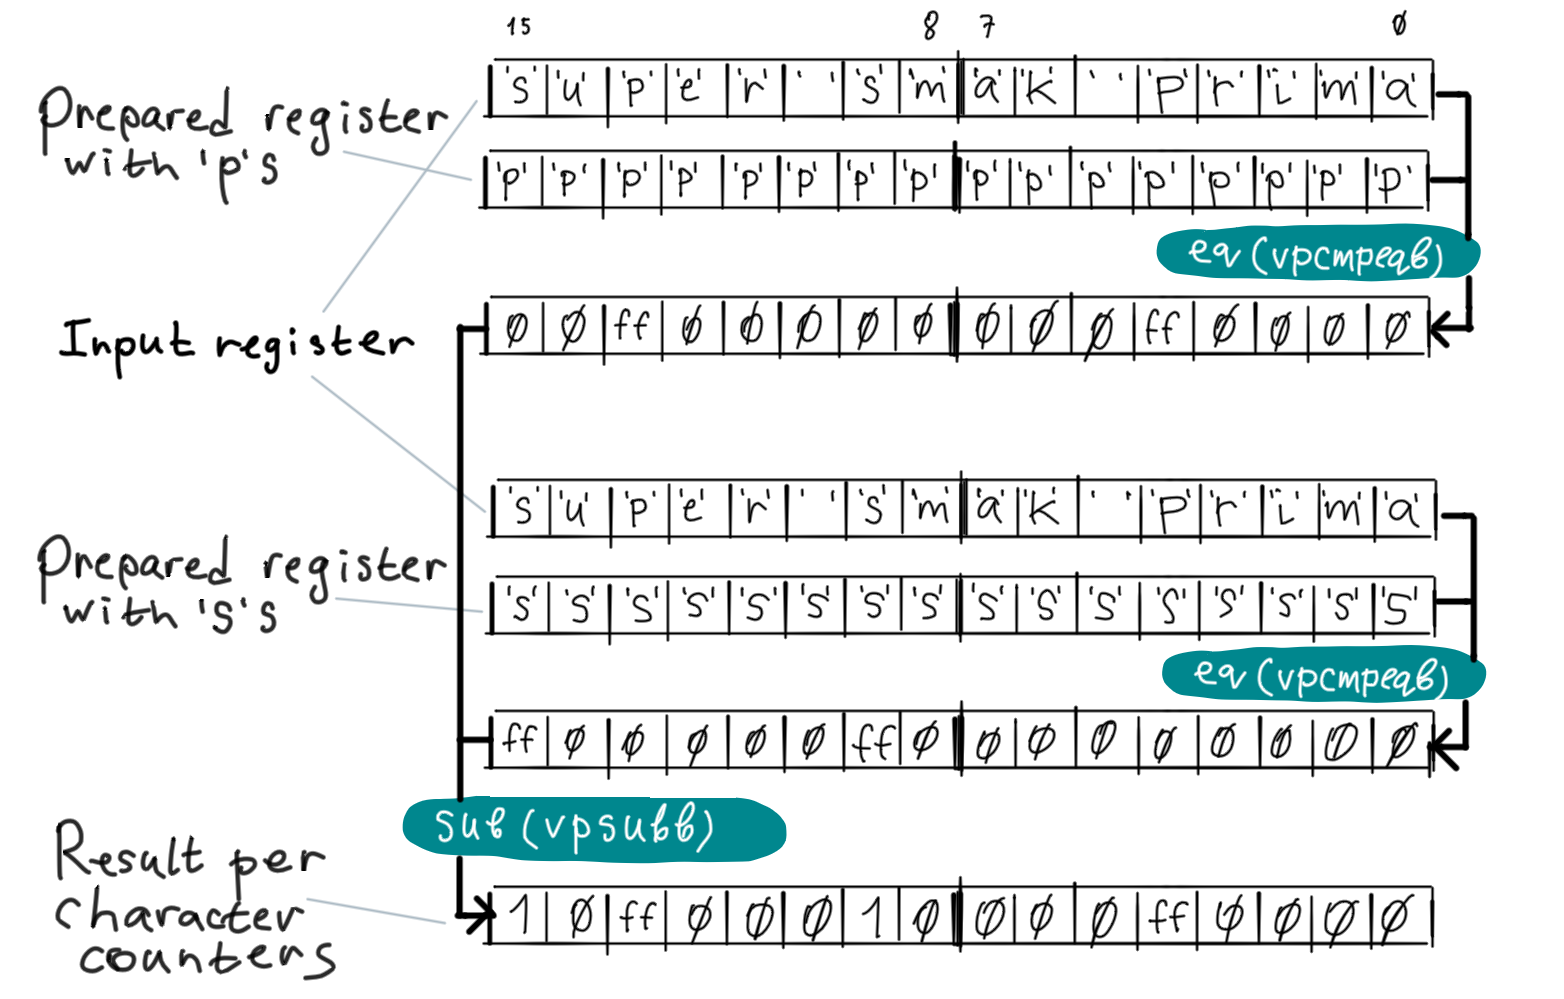 15 8 7 0
's' 'u' 'p' 'e' 'r' ' ' 's' 'm' 'a' 'k' ' ' 'p' 'r' 'i' 'm' 'a'
Prepared register
with 'p's
'p' 'p' 'p' 'p' 'p' 'p' 'p' 'p' 'p' 'p' 'p' 'p' 'p' 'p' 'p' 'p'
eq (vpcmpeqb)
Input register
0 0 ff 0 0 0 0 0 0 0 0 ff 0 0 0 0
's' 'u' 'p' 'e' 'r' ' ' 's' 'm' 'a' 'k' ' ' 'p' 'r' 'i' 'm' 'a'
Prepared register
with 's's
's' 's' 's' 's' 's' 's' 's' 's' 's' 's' 's' 's' 's' 's' 's' 's'
eq (vpcmpeqb)
ff 0 0 0 0 0 ff 0 0 0 0 0 0 0 0 0
sub (vpsubb)
Result per
character
counters
1 0 ff 0 0 0 1 0 0 0 0 ff 0 0 0 0